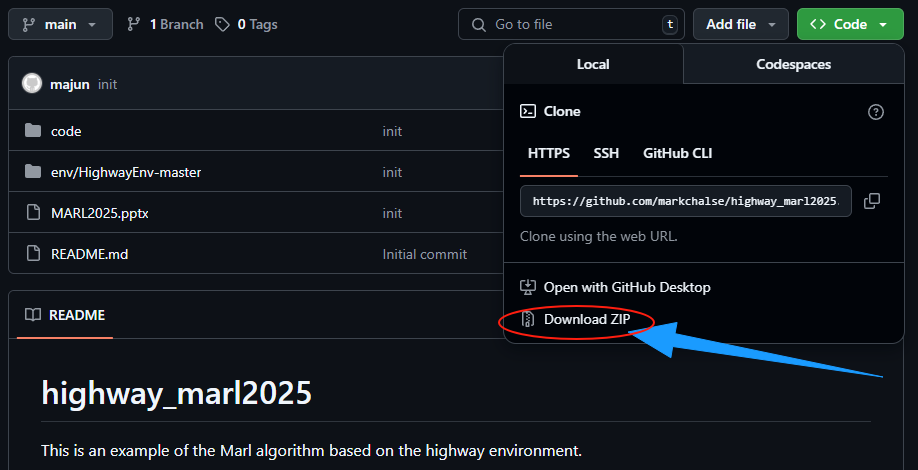 main 1 Branch 0 Tags Go to file t Add file Code
majun init
code init
env/HighwayEnv-master init
MARL2025.pptx init
README.md Initial commit
Local Codespaces
Clone
HTTPS SSH GitHub CLI
https://github.com/markchalse/highway_marl2025.
Clone using the web URL.
Open with GitHub Desktop
Download ZIP
README
highway_marl2025
This is an example of the Marl algorithm based on the highway environment.